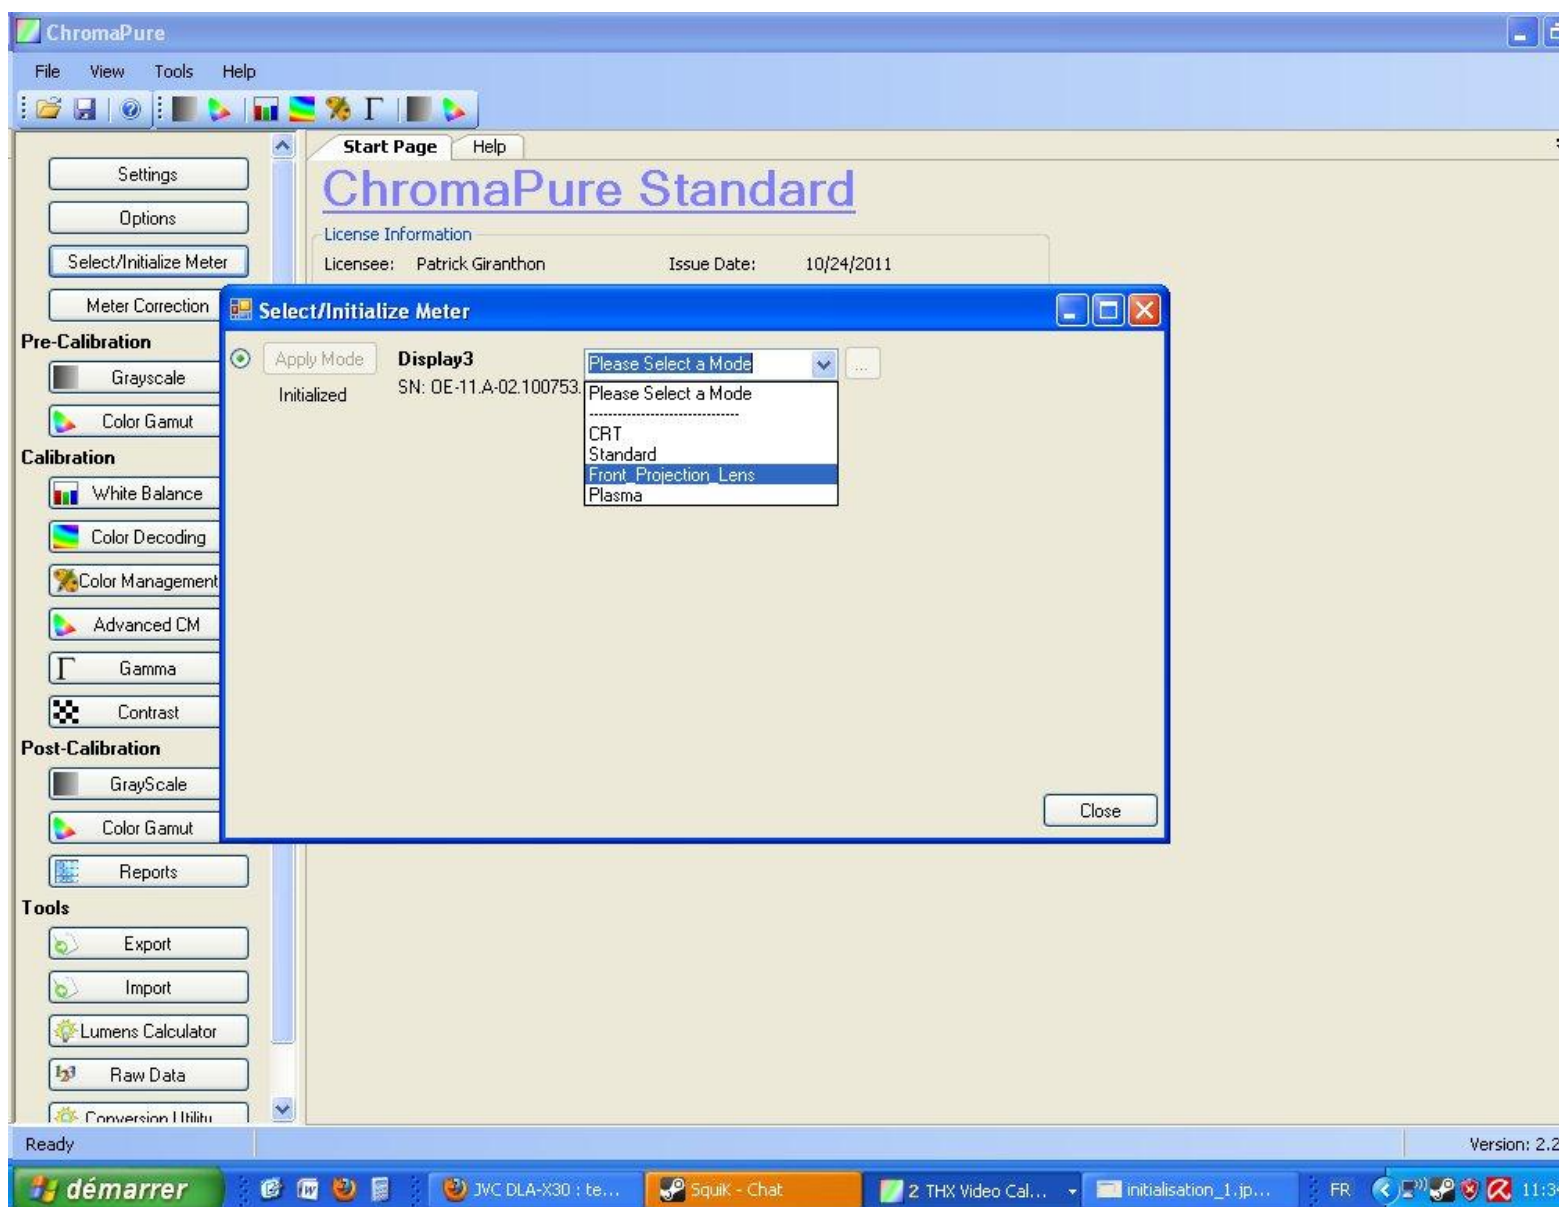 ChromaPure
File View Tools Help
Start Page Help
Settings
Options
Select/Initialize Meter
Meter Correction
Pre-Calibration
Grayscale
Color Gamut
Calibration
White Balance
Color Decoding
Color Management
Advanced CM
Γ Gamma
Contrast
Post-Calibration
GrayScale
Color Gamut
Reports
Tools
Export
Import
Lumens Calculator
Raw Data
Conversion Utility
ChromaPure Standard
License Information
Licensee: Patrick Giranthon Issue Date: 10/24/2011
Select/Initialize Meter
Apply Mode Display3 Please Select a Mode ...
Initialized SN: OE-11.A-02.100753.
Please Select a Mode
-------------------------------
CRT
Standard
Front_Projection_Lens
Plasma
Close
Ready Version: 2.2
démarrer JVC DLA-X30 : te... SquiK - Chat 2 THX Video Cal... initialisation_1.jp... FR 11:3